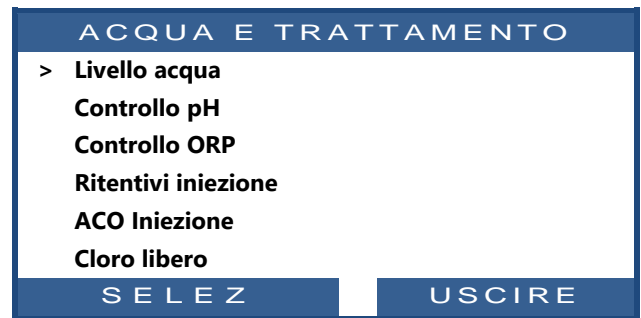 ACQUA E TRATTAMENTO
> Livello acqua
Controllo pH
Controllo ORP
Ritentivi iniezione
ACO Iniezione
Cloro libero
SELEZ USCIRE